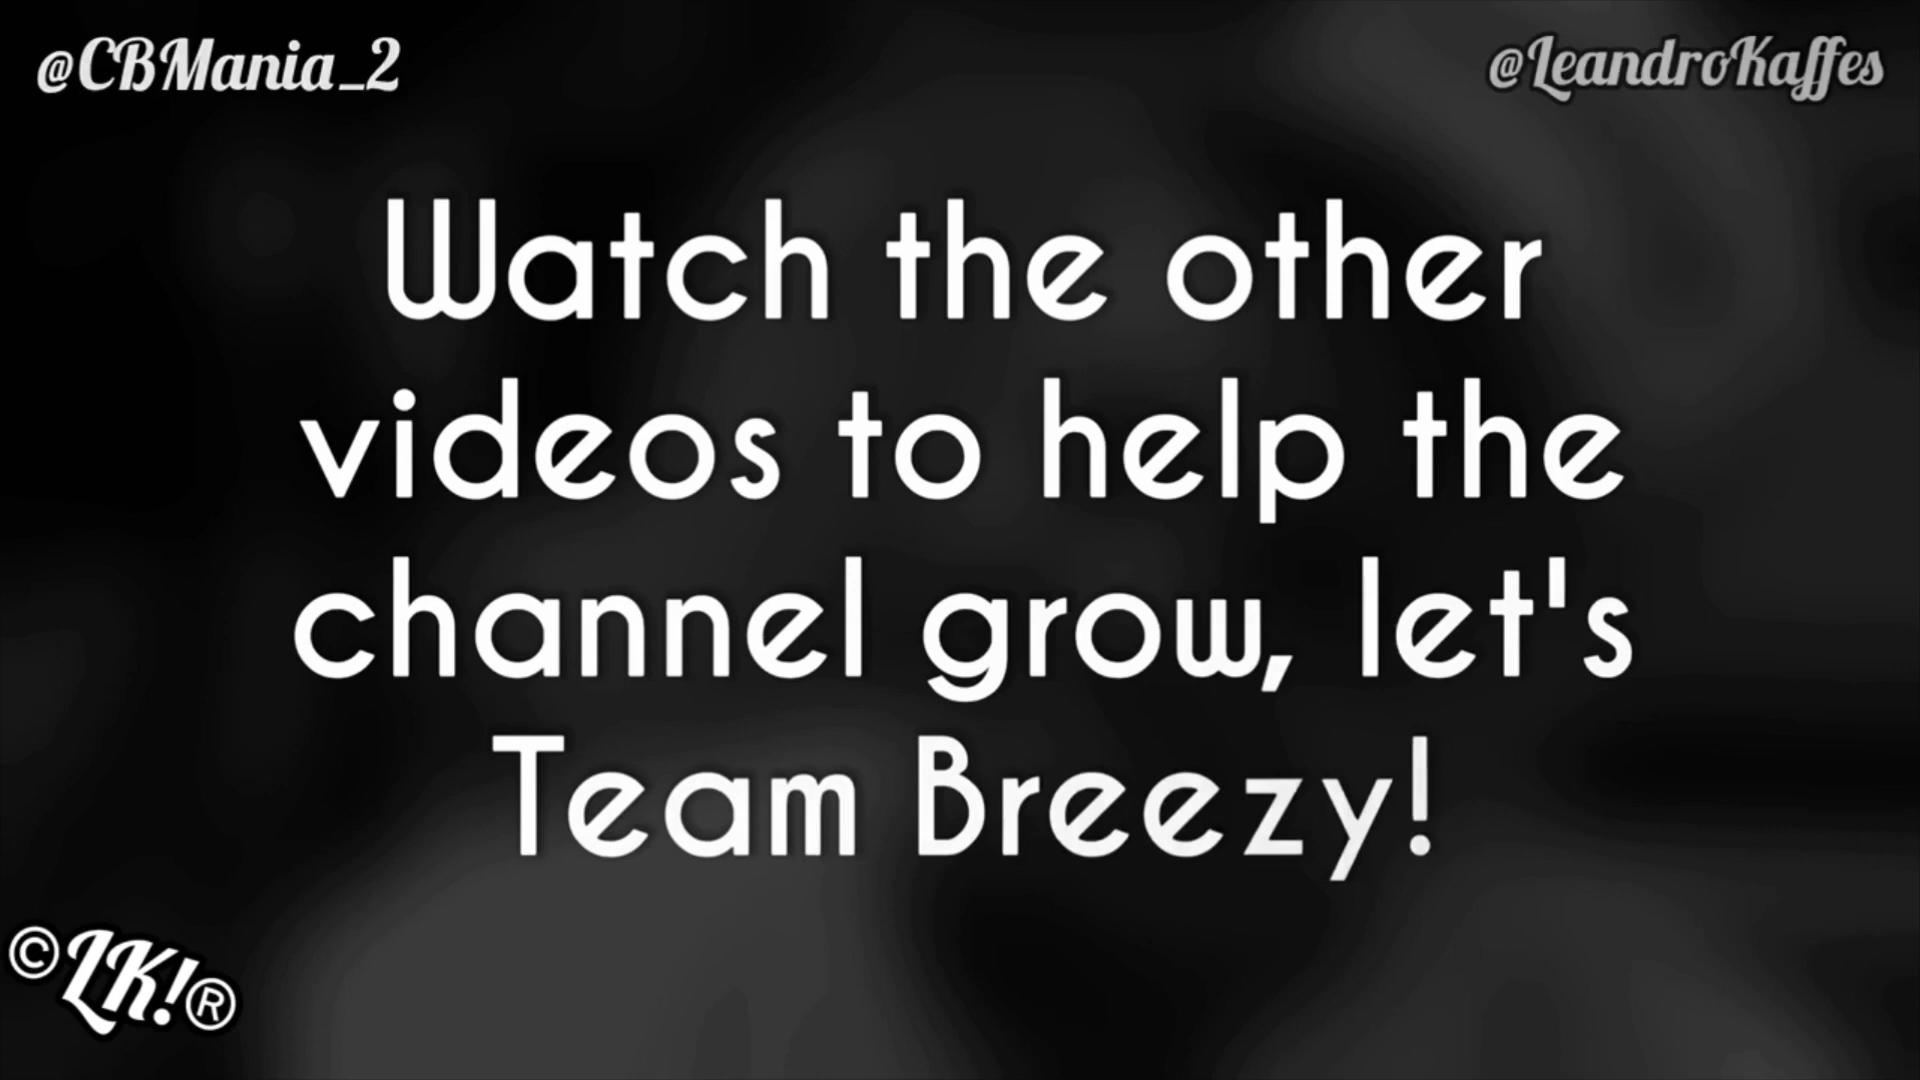 @CBMania_2
@LeandroKaffes
Watch the other
videos to help the
channel grow, let's
Team Breezy!
©LK!®